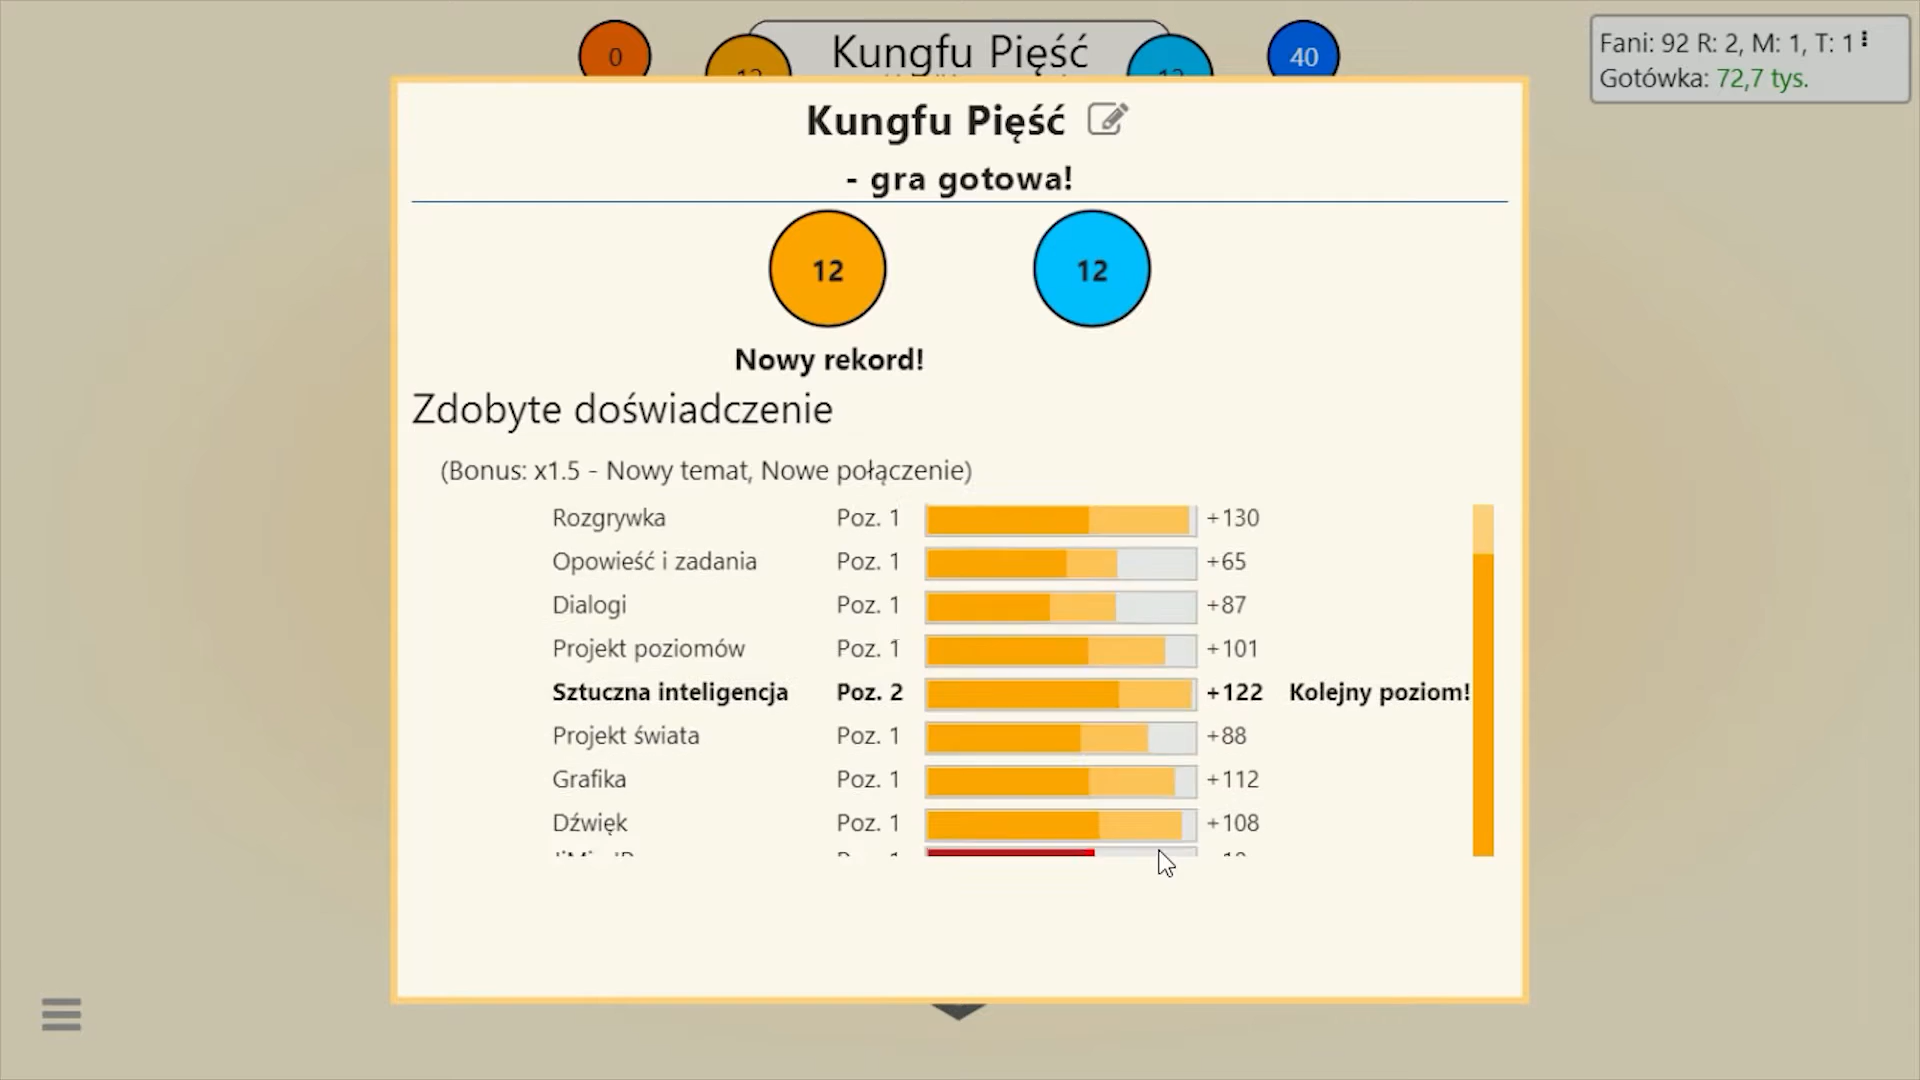 0
Kungfu Pięść
40
Fani: 92 R: 2, M: 1, T: 1
Gotówka: 72,7 tys.
Kungfu Pięść
- gra gotowa!
12
12
Nowy rekord!
Zdobyte doświadczenie
(Bonus: x1.5 - Nowy temat, Nowe połączenie)
Rozgrywka Poz. 1 +130
Opowieść i zadania Poz. 1 +65
Dialogi Poz. 1 +87
Projekt poziomów Poz. 1 +101
Sztuczna inteligencja Poz. 2 +122 Kolejny poziom!
Projekt świata Poz. 1 +88
Grafika Poz. 1 +112
Dźwięk Poz. 1 +108